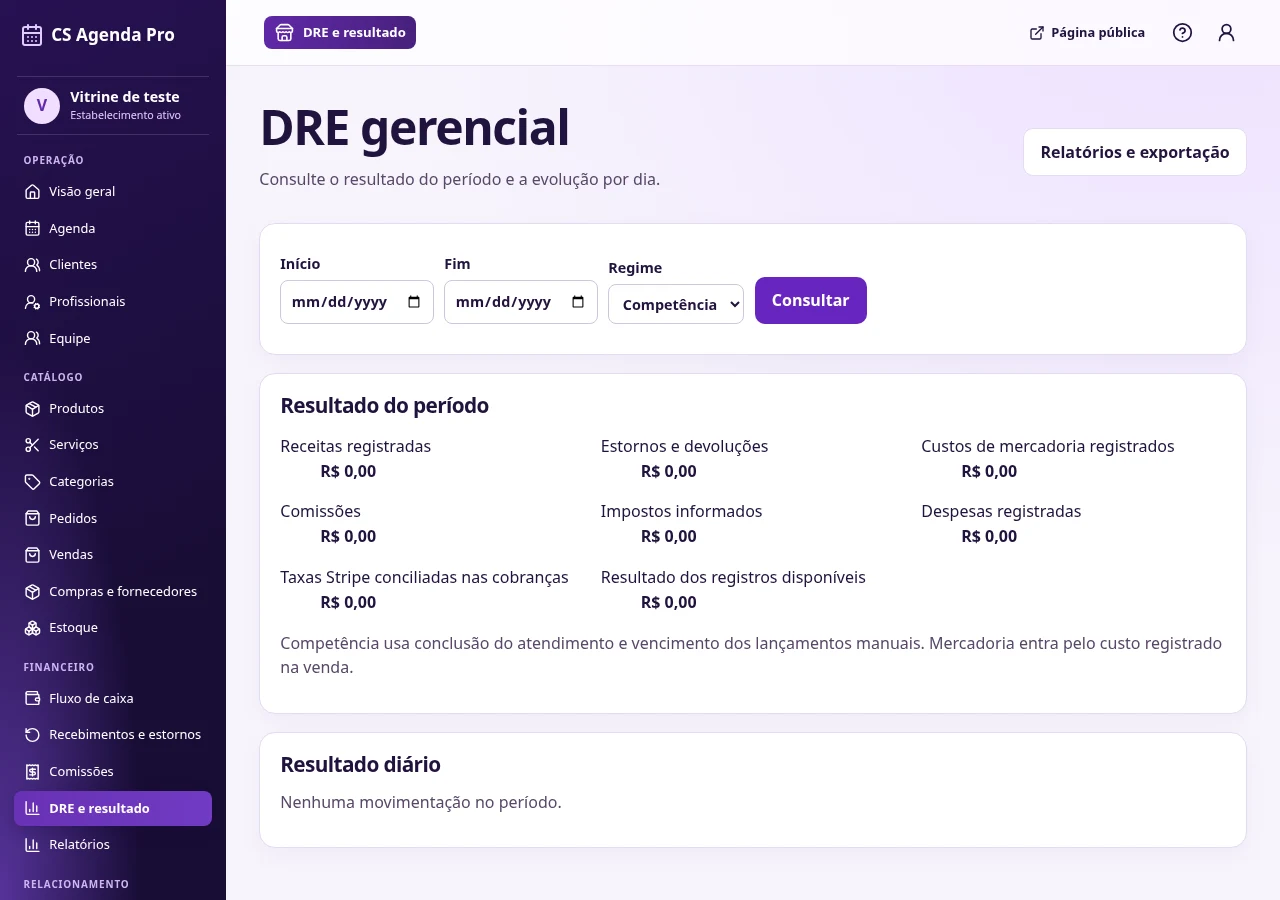 CS Agenda Pro
V
Vitrine de teste
Estabelecimento ativo
OPERAÇÃO
Visão geral
Agenda
Clientes
Profissionais
Equipe
CATÁLOGO
Produtos
Serviços
Categorias
Pedidos
Vendas
Compras e fornecedores
Estoque
FINANCEIRO
Fluxo de caixa
Recebimentos e estornos
Comissões
DRE e resultado
Relatórios
RELACIONAMENTO
DRE e resultado
Página pública
DRE gerencial
Consulte o resultado do período e a evolução por dia.
Relatórios e exportação
Início
Fim
Regime
mm/dd/yyyy
mm/dd/yyyy
Competência
Consultar
Resultado do período
Receitas registradas
R$ 0,00
Estornos e devoluções
R$ 0,00
Custos de mercadoria registrados
R$ 0,00
Comissões
R$ 0,00
Impostos informados
R$ 0,00
Despesas registradas
R$ 0,00
Taxas Stripe conciliadas nas cobranças
R$ 0,00
Resultado dos registros disponíveis
R$ 0,00
Competência usa conclusão do atendimento e vencimento dos lançamentos manuais. Mercadoria entra pelo custo registrado
na venda.
Resultado diário
Nenhuma movimentação no período.